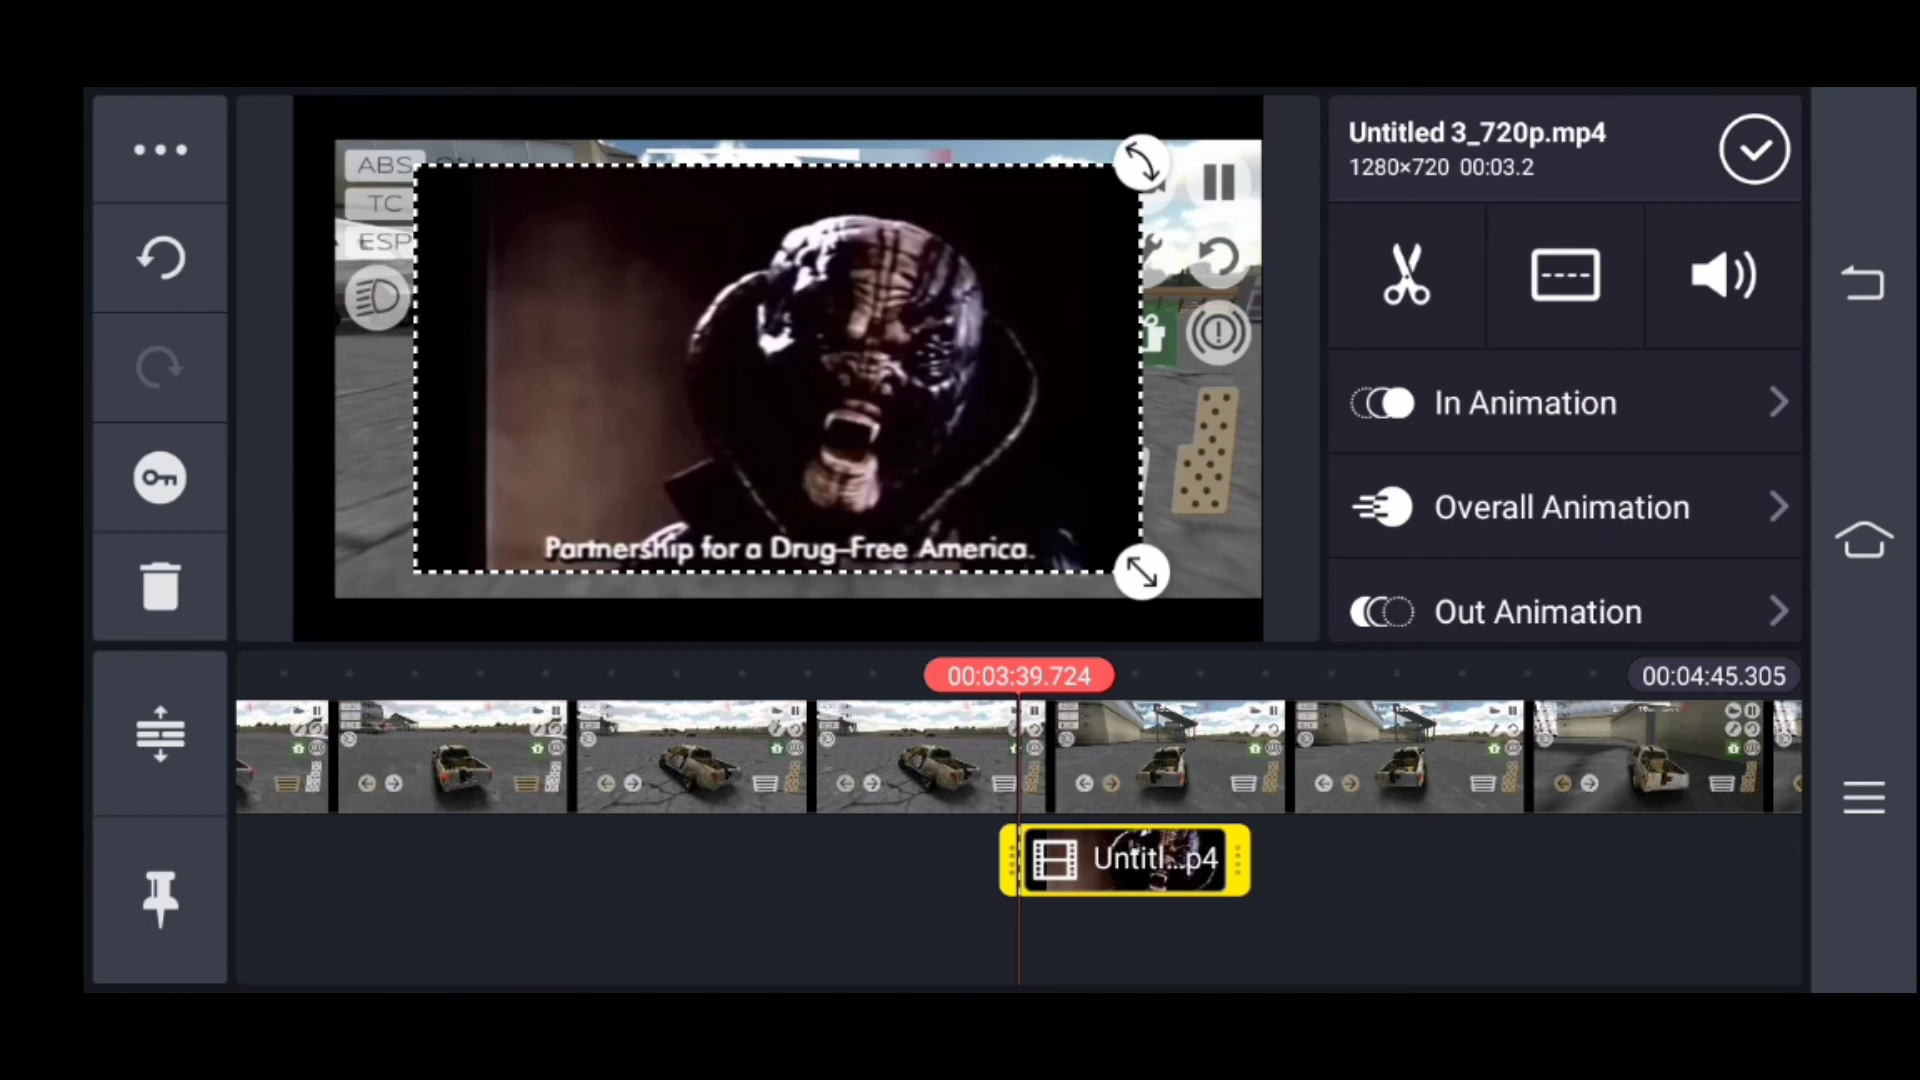 Untitled 3_720p.mp4
1280×720 00:03.2
ABS ON
TC
ESP
Partnership for a Drug-Free America.
In Animation
Overall Animation
Out Animation
00:03:39.724
00:04:45.305
Untitl...p4